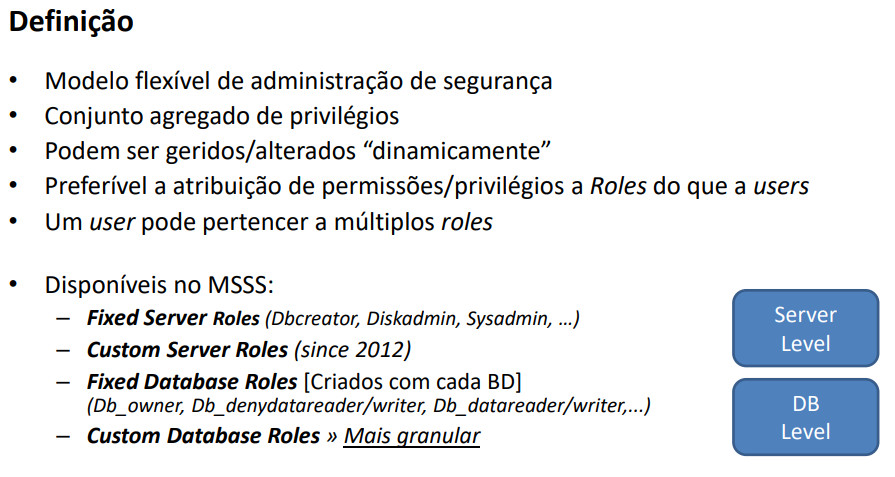 Definição
• Modelo flexível de administração de segurança
• Conjunto agregado de privilégios
• Podem ser geridos/alterados “dinamicamente”
• Preferível a atribuição de permissões/privilégios a Roles do que a users
• Um user pode pertencer a múltiplos roles
• Disponíveis no MSSS:
– Fixed Server Roles (Dbcreator, Diskadmin, Sysadmin, …)
– Custom Server Roles (since 2012)
– Fixed Database Roles [Criados com cada BD]
(Db_owner, Db_denydatareader/writer, Db_datareader/writer,...)
– Custom Database Roles » Mais granular
Server
Level
DB
Level